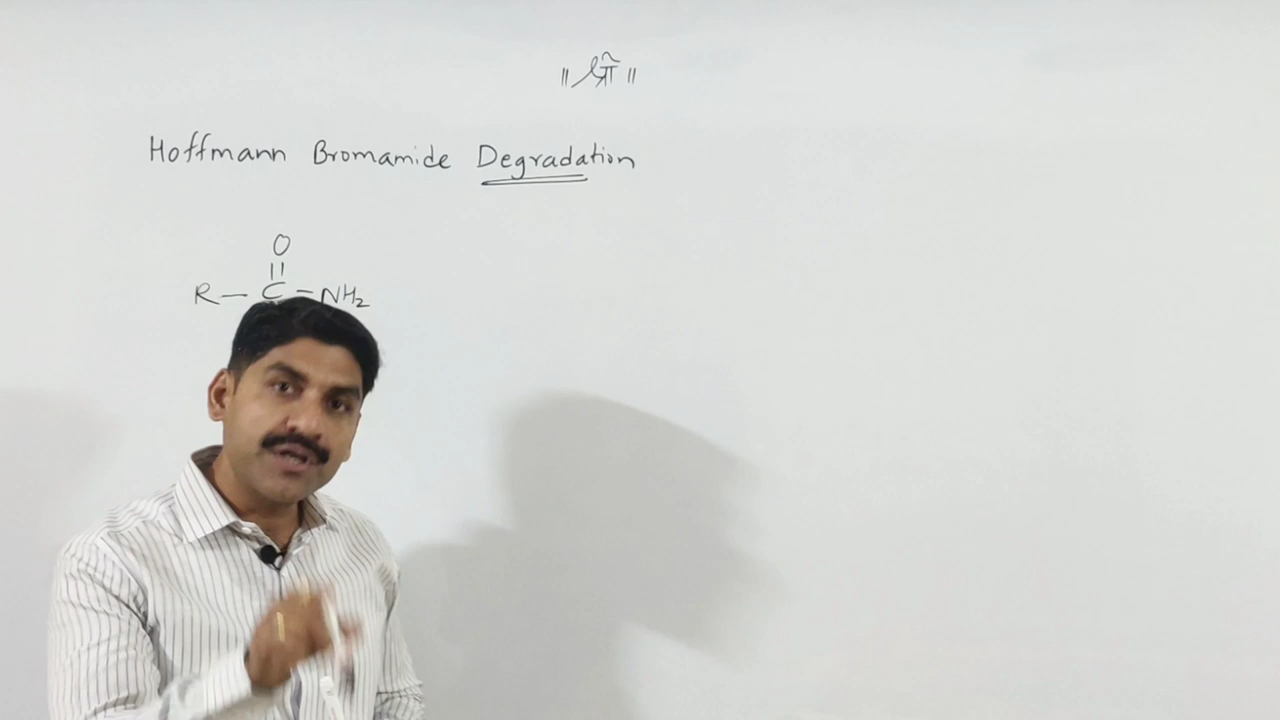 ॥ श्री ॥
Hoffmann Bromamide Degradation
O
||
R — C — NH₂